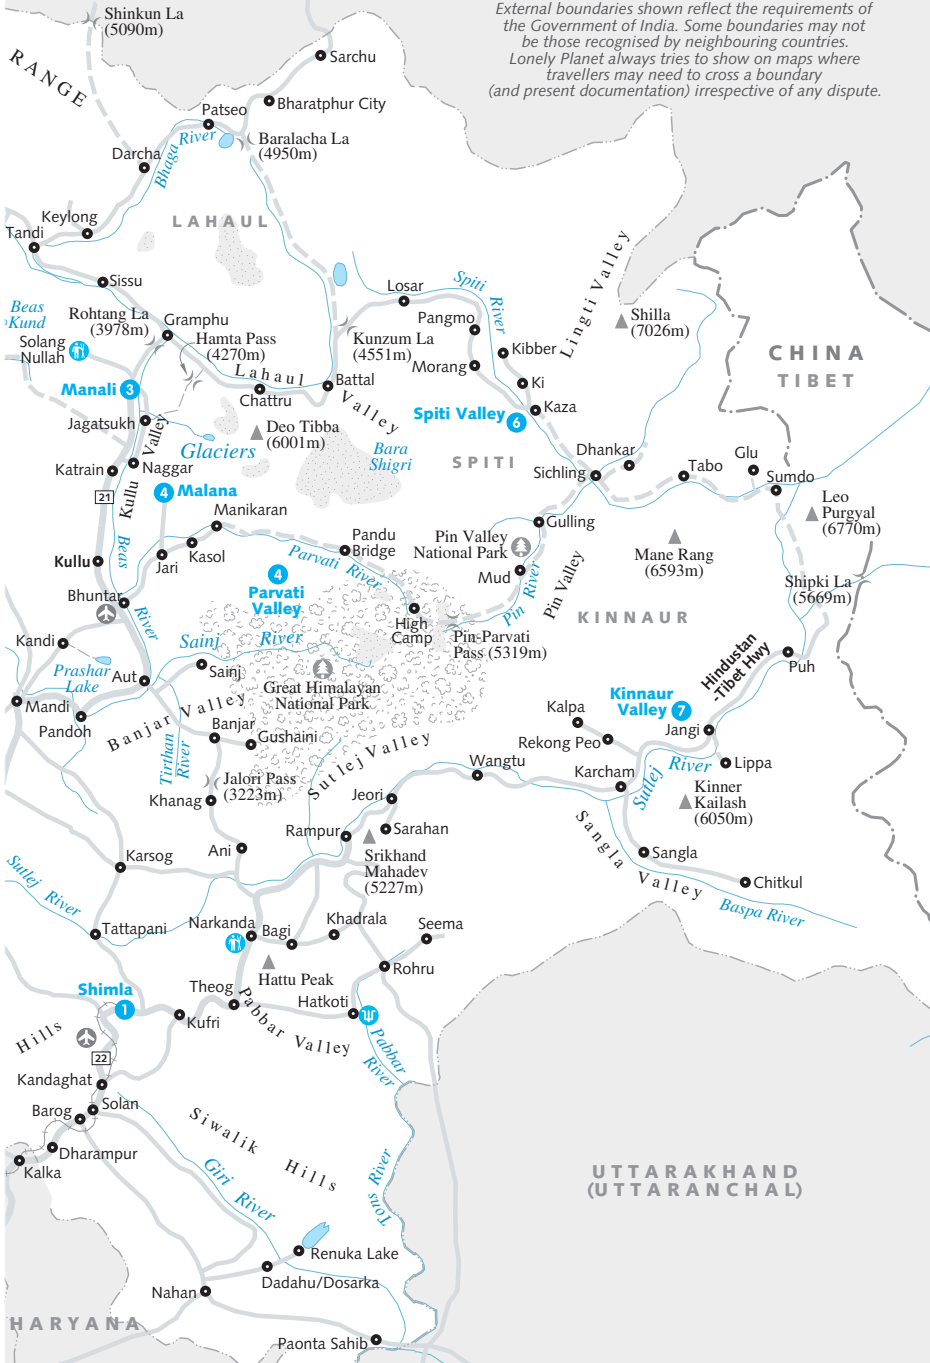 External boundaries shown reflect the requirements of
the Government of India. Some boundaries may not
be those recognised by neighbouring countries.
Lonely Planet always tries to show on maps where
travellers may need to cross a boundary
(and present documentation) irrespective of any dispute.
Shinkun La
(5090m)
RANGE
Sarchu
Bharatphur City
Patseo
Baralacha La
(4950m)
Bhaga River
Darcha
LAHAUL
Keylong
Tandi
Sissu
Beas
Kund
Rohtang La
(3978m)
Gramphu
Solang
Nullah
Hamta Pass
(4270m)
Manali 3
Lahaul
Valley
Chattru
Battal
Kunzum La
(4551m)
Losar
Spiti
River
Pangmo
Kibber
Morang
Ki
Kaza
Spiti Valley
6
Lingti Valley
Shilla
(7026m)
CHINA
TIBET
Jagatsukh
Deo Tibba
(6001m)
Glaciers
Bara
Shigri
SPITI
Katrain
Naggar
Kullu Valley
21
4 Malana
Manikaran
Dhankar
Sichling
Tabo
Glu
Sumdo
Leo
Purgyal
(6770m)
Kullu
Beas
River
Jari
Kasol
Pandu
Bridge
Parvati River
4
Parvati
Valley
Gulling
Pin Valley
National Park
Mud
Pin River
Pin Valley
Mane Rang
(6593m)
Shipki La
(5669m)
Bhuntar
High
Camp
Pin-Parvati
Pass (5319m)
KINNAUR
Kandi
Sainj
River
Prashar
Lake
Aut
Sainj
Great Himalayan
National Park
Hindustan
-Tibet Hwy
Puh
Mandi
Pandoh
Banjar Valley
Banjar
Gushaini
Tirthan
River
Kinnaur
Valley 7
Kalpa
Rekong Peo
Jangi
Lippa
Jalori Pass
(3223m)
Sutlej Valley
Wangtu
Karcham
Sutlej
River
Kinner
Kailash
(6050m)
Khanag
Jeori
Rampur
Sarahan
Ani
Srikhand
Mahadev
(5227m)
Karsog
Sangla
Sangla Valley
Chitkul
Baspa River
Sutlej River
Tattapani
Narkanda
Bagi
Khadrala
Seema
Rohru
Hattu Peak
Shimla
1
Theog
Kufri
Hatkoti
Pabbar Valley
Pabbar
River
Hills
22
Kandaghat
Solan
Barog
Dharampur
Kalka
Siwalik
Hills
Giri River
River
Tons
UTTARAKHAND
(UTTARANCHAL)
Renuka Lake
Dadahu/Dosarka
Nahan
HARYANA
Paonta Sahib